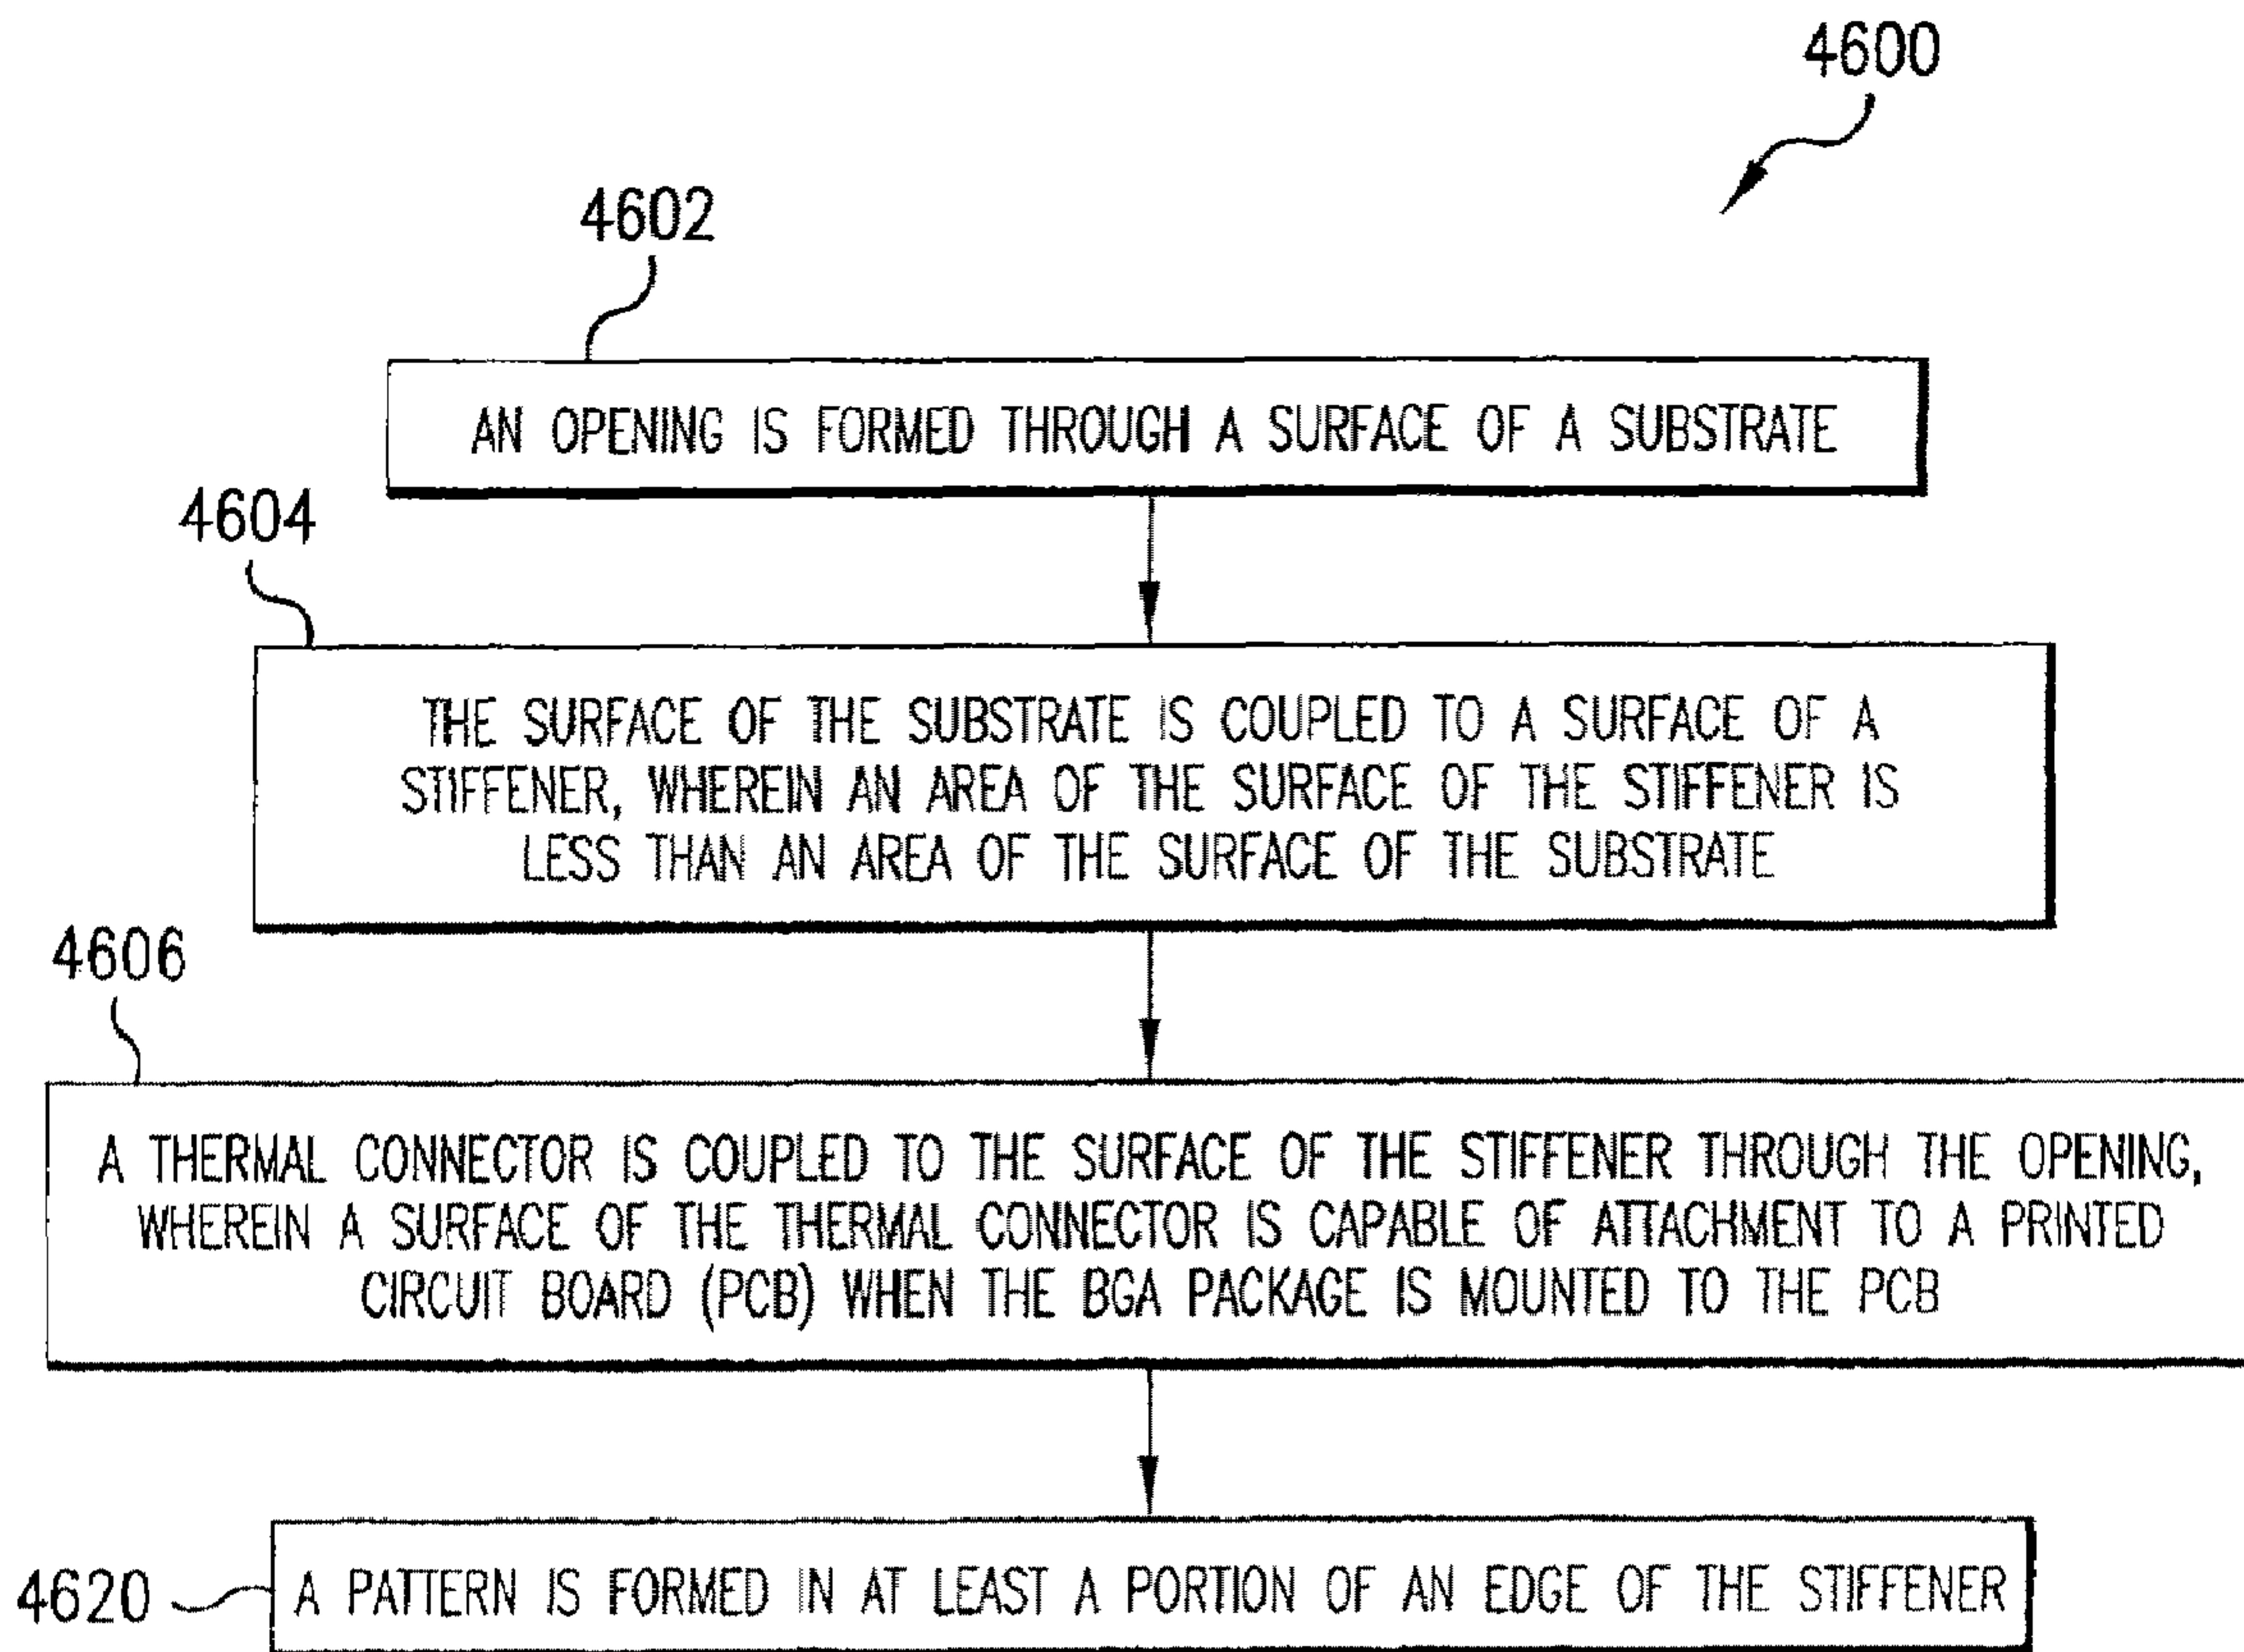 4600
4602
AN OPENING IS FORMED THROUGH A SURFACE OF A SUBSTRATE
4604
THE SURFACE OF THE SUBSTRATE IS COUPLED TO A SURFACE OF A
STIFFENER, WHEREIN AN AREA OF THE SURFACE OF THE STIFFENER IS
LESS THAN AN AREA OF THE SURFACE OF THE SUBSTRATE
4606
A THERMAL CONNECTOR IS COUPLED TO THE SURFACE OF THE STIFFENER THROUGH THE OPENING,
WHEREIN A SURFACE OF THE THERMAL CONNECTOR IS CAPABLE OF ATTACHMENT TO A PRINTED
CIRCUIT BOARD (PCB) WHEN THE BGA PACKAGE IS MOUNTED TO THE PCB
4620
A PATTERN IS FORMED IN AT LEAST A PORTION OF AN EDGE OF THE STIFFENER